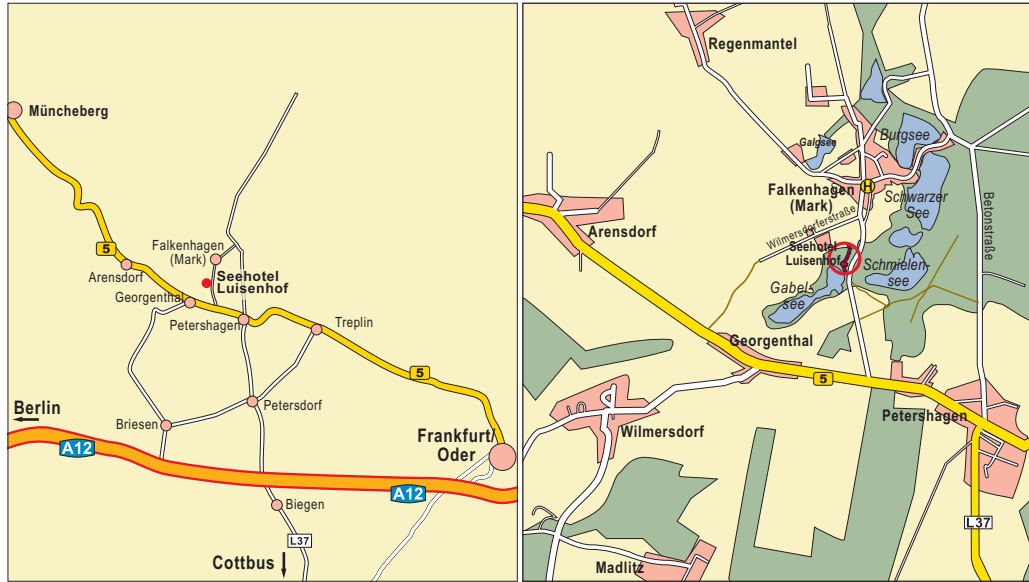 Müncheberg
5
Falkenhagen
(Mark)
Arensdorf
Seehotel
Luisenhof
Georgenthal
Petershagen
Treplin
5
Berlin
Petersdorf
Briesen
Frankfurt/
Oder
A12
A12
Biegen
L37
Cottbus
Regenmantel
Galgsee
Burgsee
H
Falkenhagen
(Mark)
Schwarzer
See
Betonstraße
Wilmersdorferstraße
Arensdorf
Seehotel
Luisenhof
Schmielen-
see
Gabel-
see
Georgenthal
5
Petershagen
Wilmersdorf
L37
Madlitz